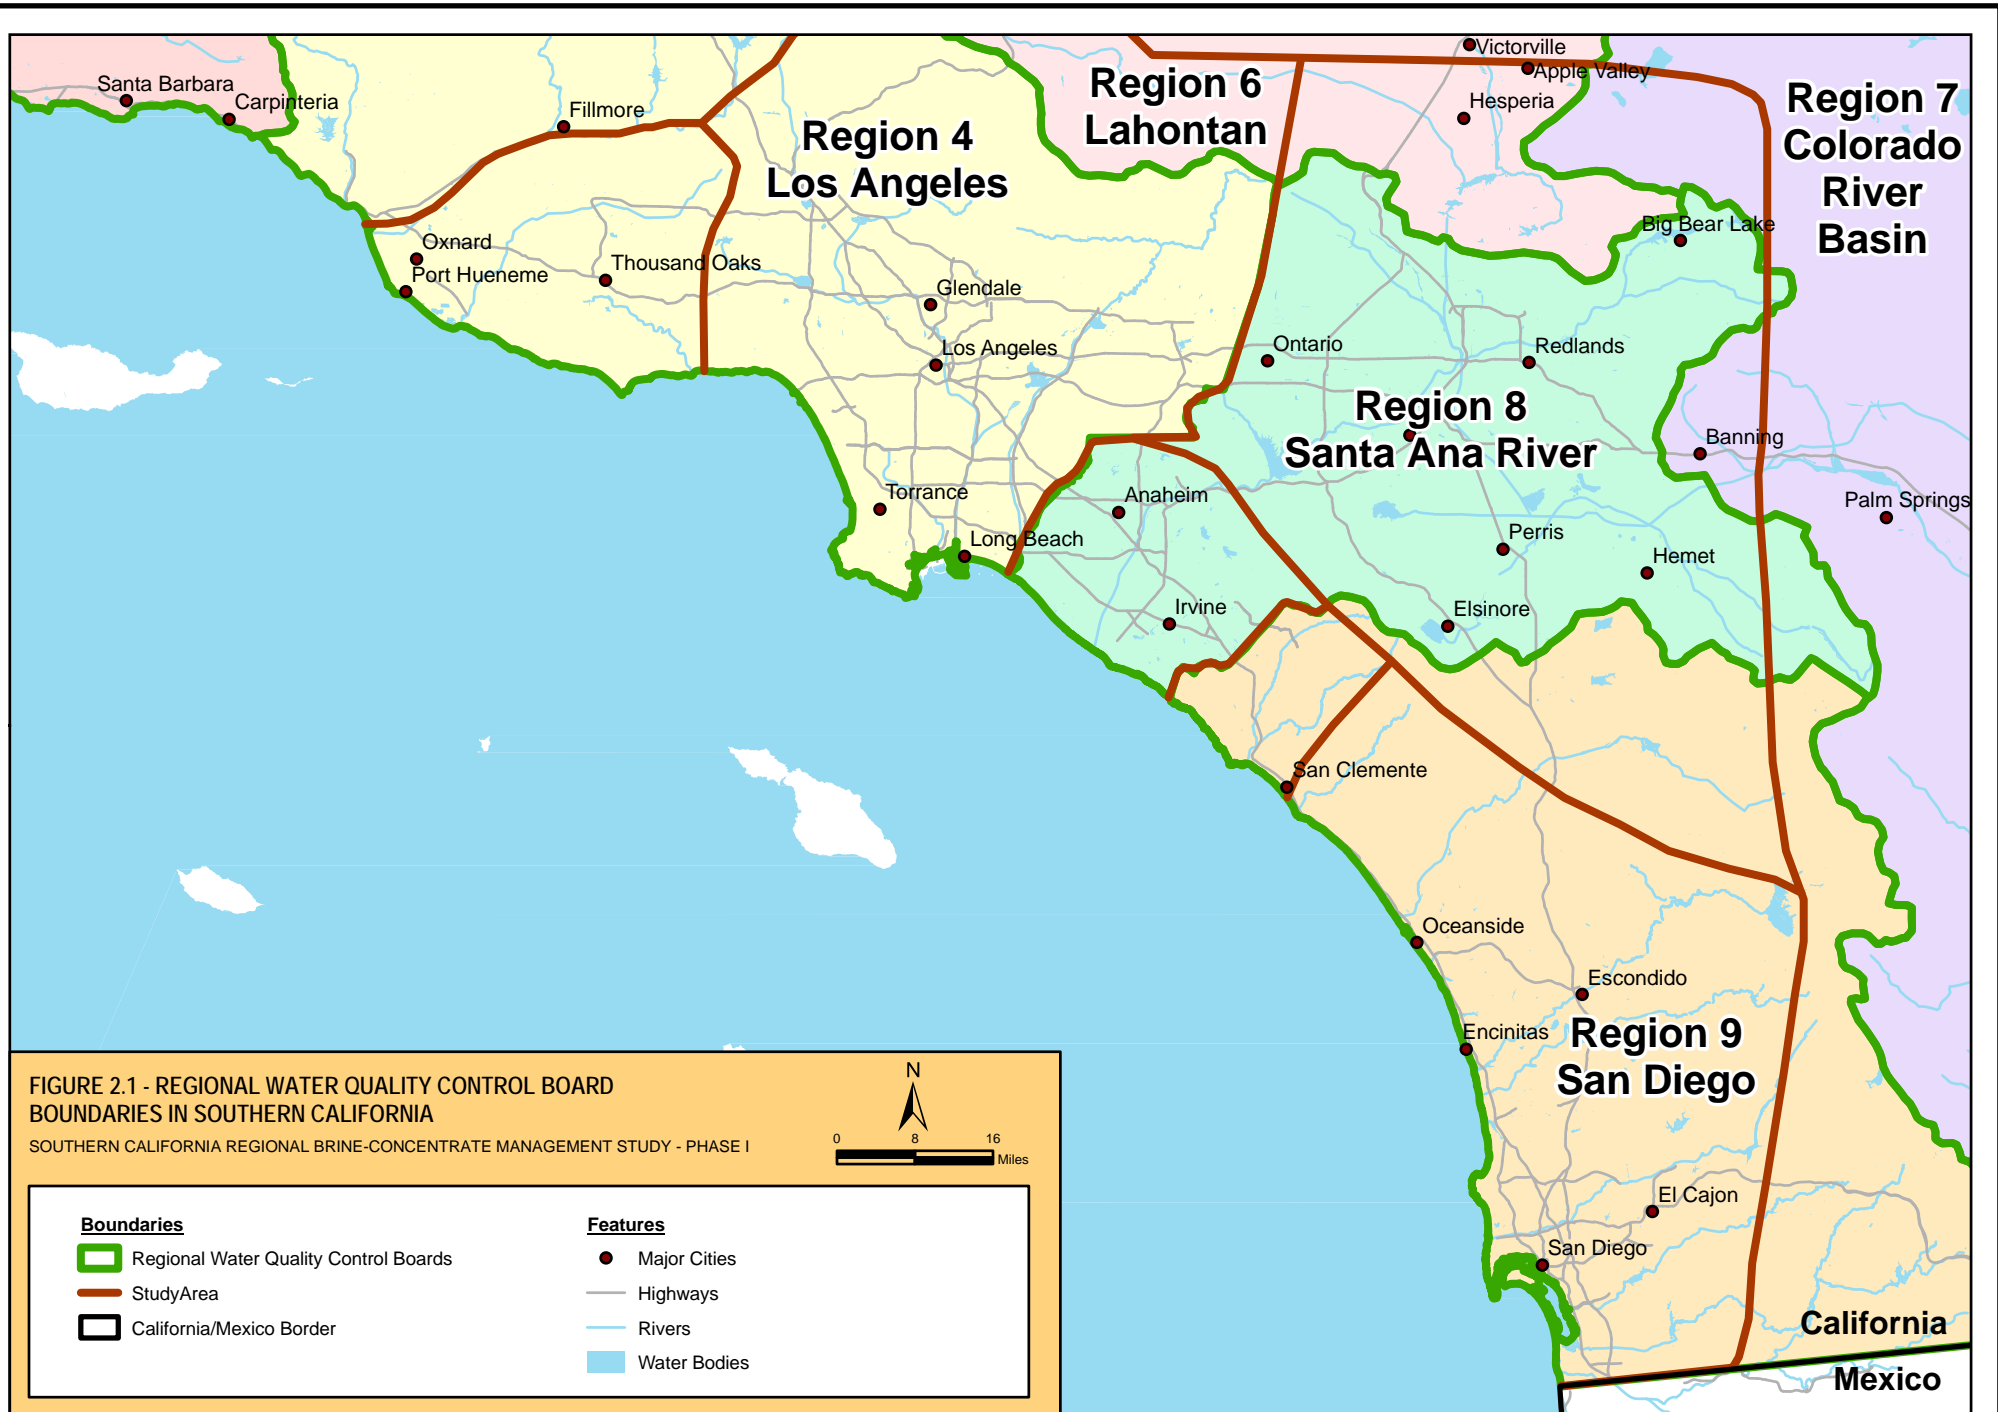 Victorville
Apple Valley
Santa Barbara
Carpinteria
Fillmore
Region 6
Lahontan
Hesperia
Region 7
Colorado
River
Basin
Region 4
Los Angeles
Big Bear Lake
Oxnard
Port Hueneme
Thousand Oaks
Glendale
Los Angeles
Ontario
Redlands
Region 8
Santa Ana River
Banning
Palm Springs
Torrance
Anaheim
Long Beach
Perris
Hemet
Irvine
Elsinore
San Clemente
Oceanside
Escondido
Encinitas
Region 9
San Diego
El Cajon
San Diego
California
Mexico
FIGURE 2.1 - REGIONAL WATER QUALITY CONTROL BOARD
BOUNDARIES IN SOUTHERN CALIFORNIA
SOUTHERN CALIFORNIA REGIONAL BRINE-CONCENTRATE MANAGEMENT STUDY - PHASE I
N
0 8 16
Miles
Boundaries
Regional Water Quality Control Boards
StudyArea
California/Mexico Border
Features
Major Cities
Highways
Rivers
Water Bodies